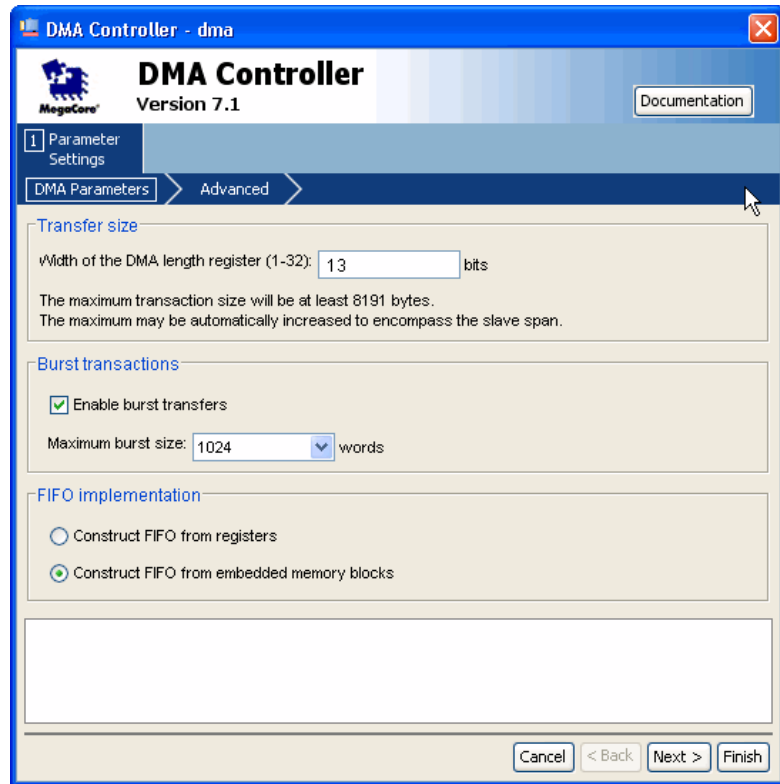 DMA Controller - dma
MegaCore®
DMA Controller
Version 7.1
Documentation
1 Parameter
Settings
DMA Parameters
Advanced
Transfer size
Width of the DMA length register (1-32): 13 bits
The maximum transaction size will be at least 8191 bytes.
The maximum may be automatically increased to encompass the slave span.
Burst transactions
Enable burst transfers
Maximum burst size: 1024 words
FIFO implementation
Construct FIFO from registers
Construct FIFO from embedded memory blocks
Cancel < Back Next > Finish